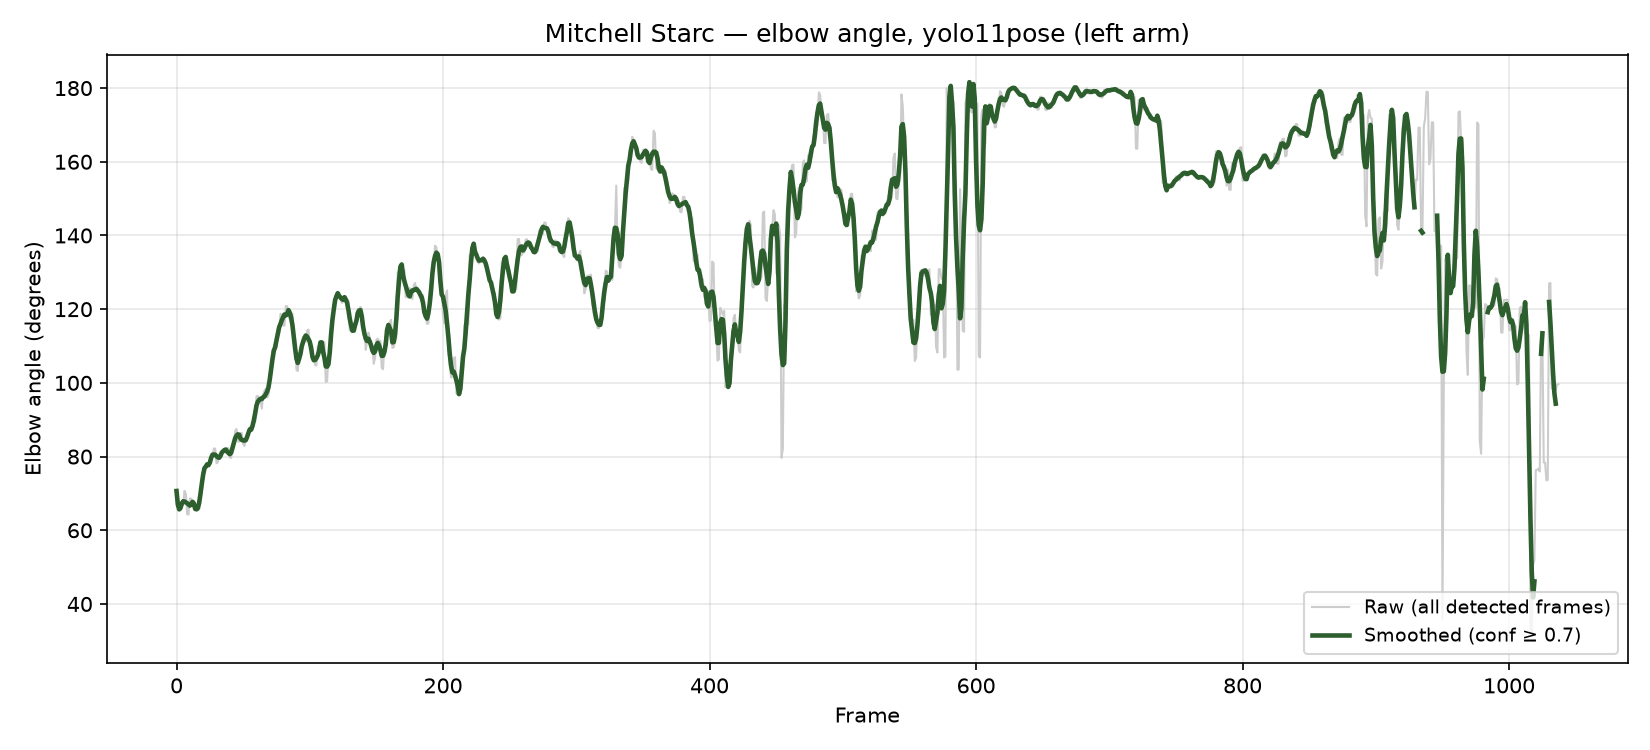 Mitchell Starc — elbow angle, yolo11pose (left arm)
Elbow angle (degrees)
180
160
140
120
100
80
60
40
Raw (all detected frames)
Smoothed (conf ≥ 0.7)
0 200 400 600 800 1000
Frame